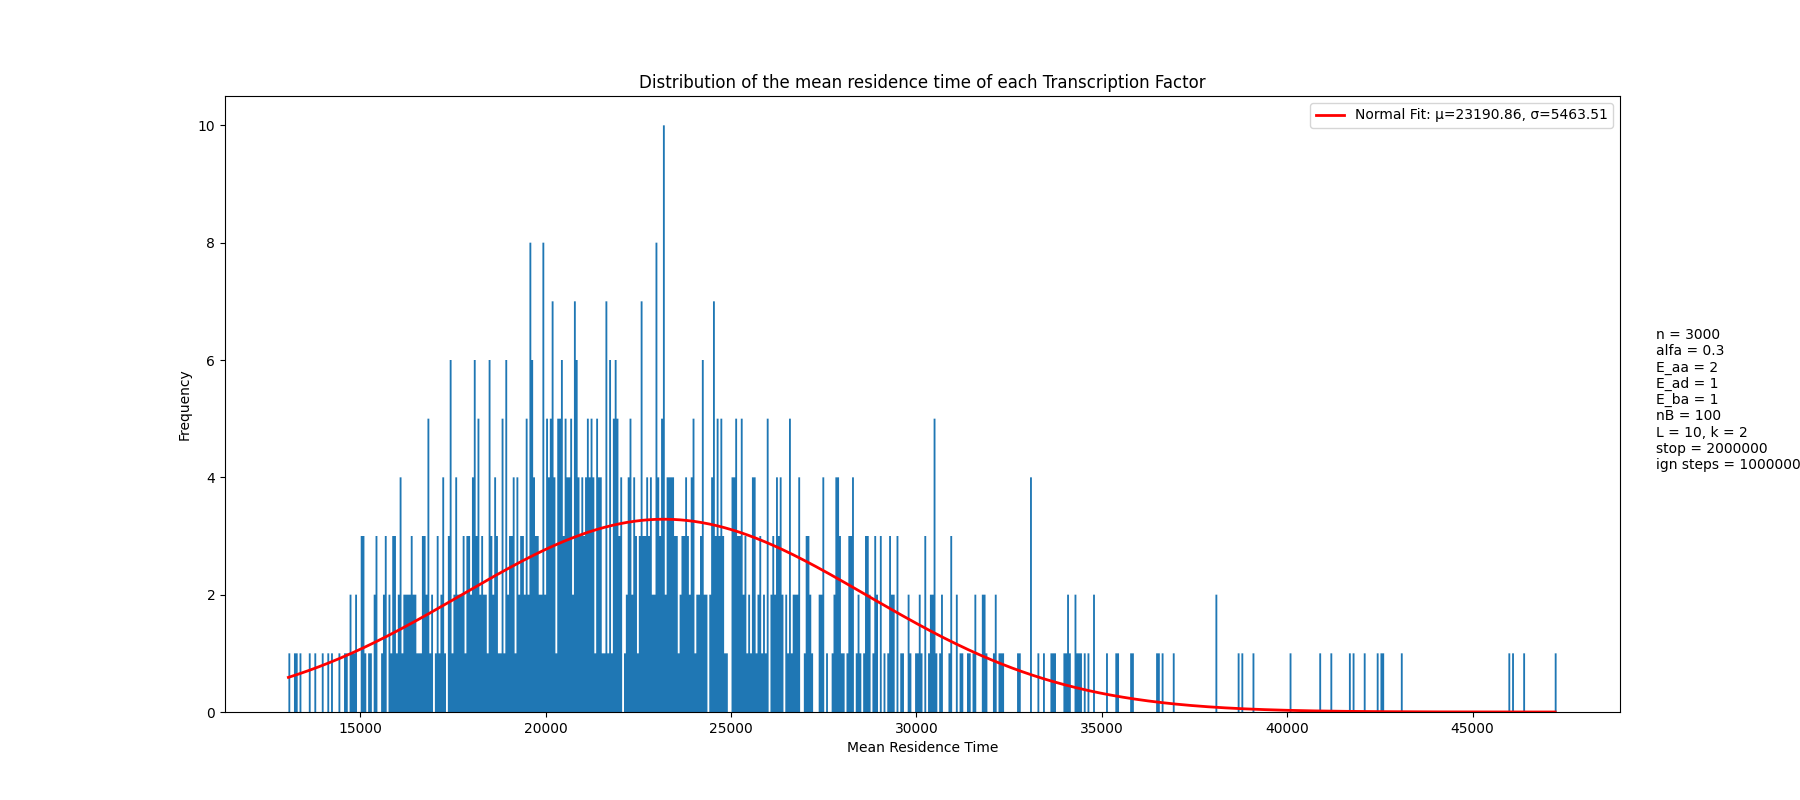 Distribution of the mean residence time of each Transcription Factor
Normal Fit: μ=23190.86, σ=5463.51
10
8
6
4
2
0
Frequency
15000 20000 25000 30000 35000 40000 45000
Mean Residence Time
n = 3000
alfa = 0.3
E_aa = 2
E_ad = 1
E_ba = 1
nB = 100
L = 10, k = 2
stop = 2000000
ign steps = 1000000